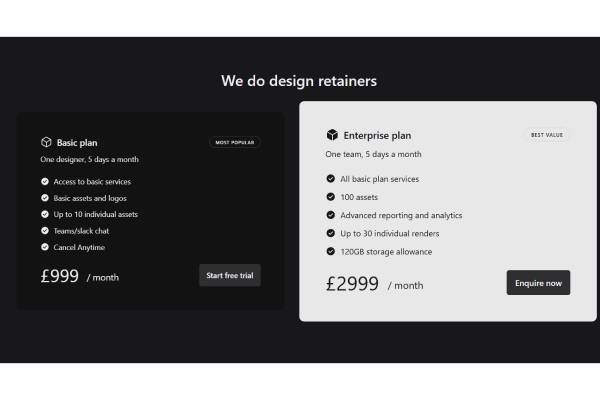 We do design retainers
Basic plan
MOST POPULAR
One designer, 5 days a month
Access to basic services
Basic assets and logos
Up to 10 individual assets
Teams/slack chat
Cancel Anytime
£999 / month
Start free trial
Enterprise plan
BEST VALUE
One team, 5 days a month
All basic plan services
100 assets
Advanced reporting and analytics
Up to 30 individual renders
120GB storage allowance
£2999 / month
Enquire now